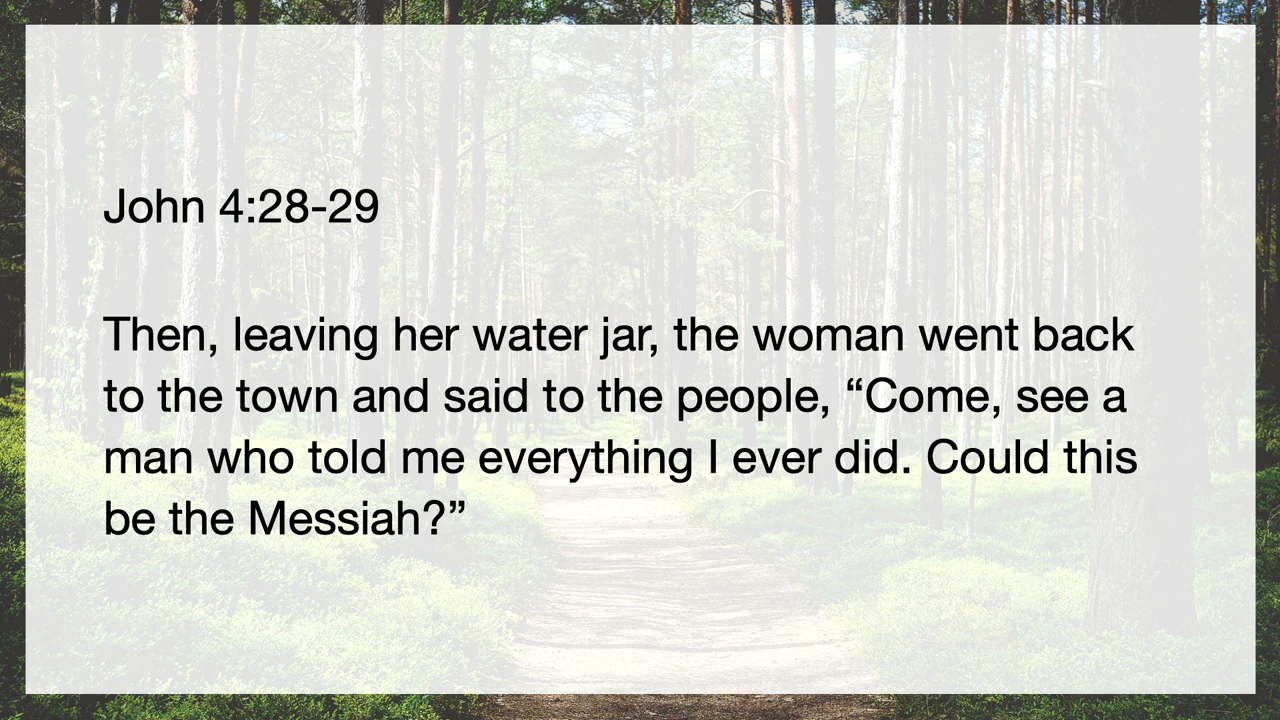 John 4:28-29
Then, leaving her water jar, the woman went back
to the town and said to the people, “Come, see a
man who told me everything I ever did. Could this
be the Messiah?”